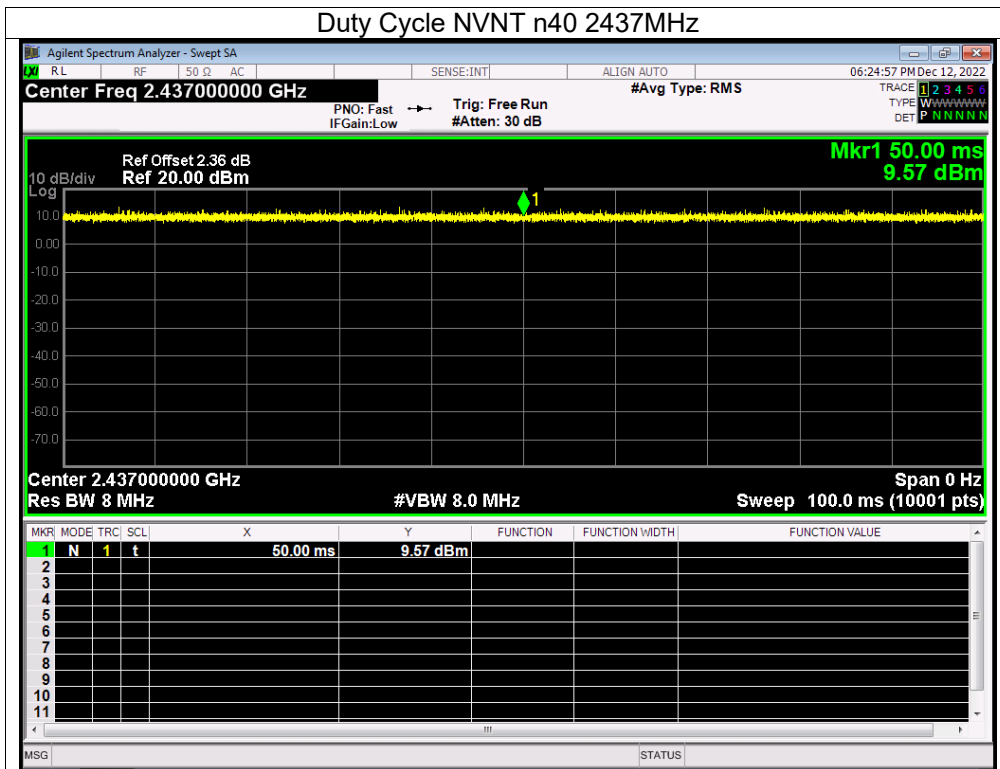 Duty Cycle NVNT n40 2437MHz
Agilent Spectrum Analyzer - Swept SA
LXI RL RF 50 Ω AC SENSE:INT ALIGN AUTO 06:24:57 PM Dec 12, 2022
Center Freq 2.437000000 GHz #Avg Type: RMS TRACE 1 2 3 4 5 6
PNO: Fast Trig: Free Run TYPE WWWWWW
IFGain:Low #Atten: 30 dB DET P N N N N N
Mkr1 50.00 ms
Ref Offset 2.36 dB
10 dB/div Ref 20.00 dBm 9.57 dBm
Log
1
10.0
0.00
-10.0
-20.0
-30.0
-40.0
-50.0
-60.0
-70.0
Center 2.437000000 GHz Span 0 Hz
Res BW 8 MHz #VBW 8.0 MHz Sweep 100.0 ms (10001 pts)
MKR MODE TRC SCL X Y FUNCTION FUNCTION WIDTH FUNCTION VALUE
1 N 1 t 50.00 ms 9.57 dBm
2
3
4
5
6
7
8
9
10
11
MSG STATUS